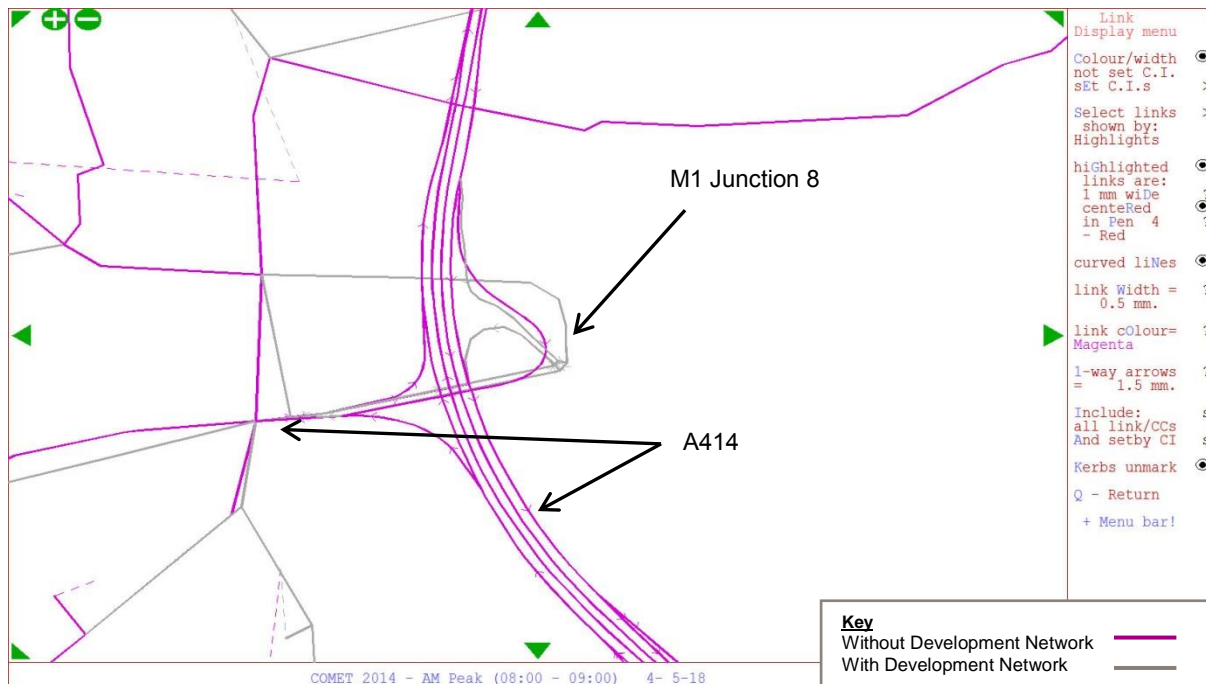 M1 Junction 8
A414
COMET 2014 - AM Peak (08:00 - 09:00) 4- 5-18
Link
Display menu
Colour/width
not set C.I.
sEt C.I.s >
Select links >
shown by:
Highlights
hiGhlighted
links are:
1 mm wiDe ?
centeRed
in Pen 4 ?
- Red
curved liNes
link Width = ?
0.5 mm.
link cOlour= ?
Magenta
1-way arrows ?
= 1.5 mm.
Include: s
all link/CCs
And setby CI s
Kerbs unmark
Q - Return
+ Menu bar!
Key
Without Development Network
With Development Network